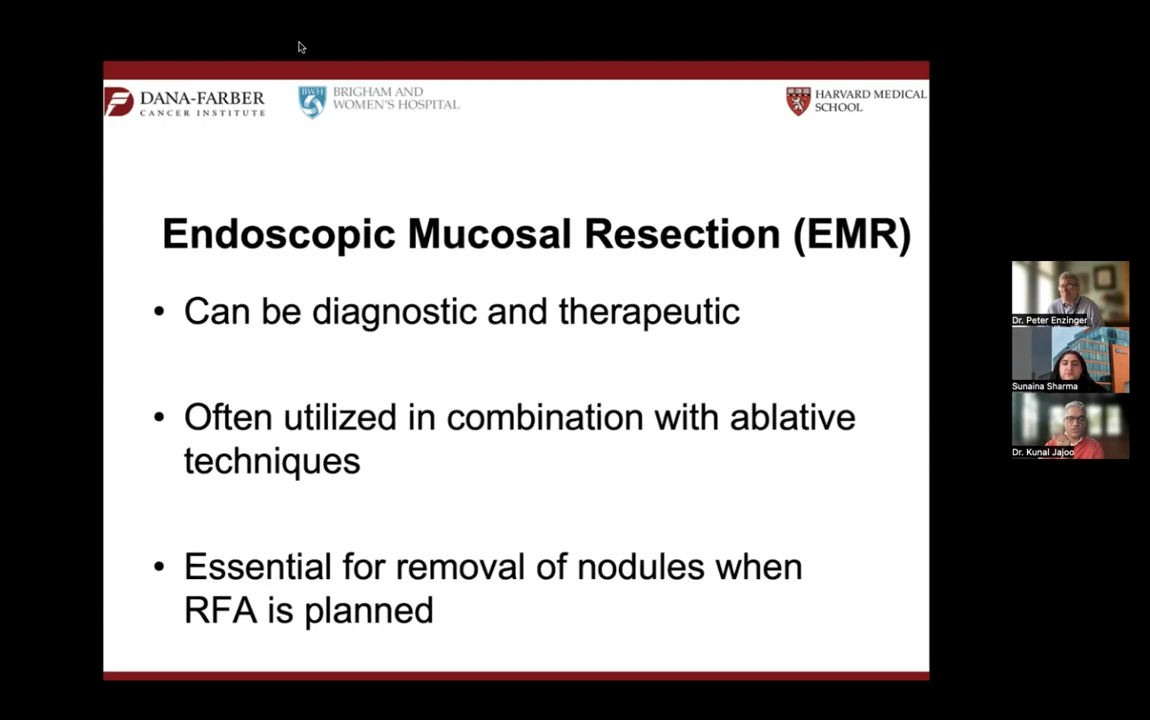 DANA-FARBER
CANCER INSTITUTE
BWH
BRIGHAM AND
WOMEN'S HOSPITAL
HARVARD MEDICAL
SCHOOL
Endoscopic Mucosal Resection (EMR)
• Can be diagnostic and therapeutic
• Often utilized in combination with ablative
techniques
• Essential for removal of nodules when
RFA is planned
Dr. Peter Enzinger
Sunaina Sharma
Dr. Kunal Jajoo